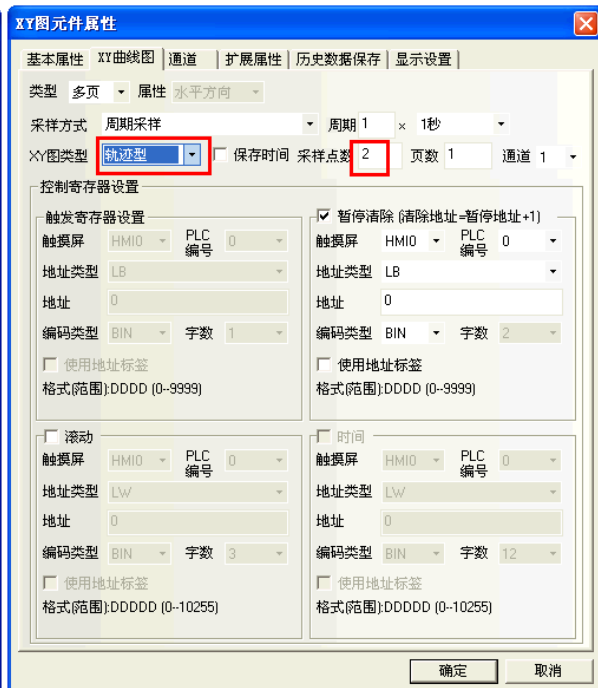 XY图元件属性
基本属性 XY曲线图 通道 扩展属性 历史数据保存 显示设置
类型 多页 属性 水平方向
采样方式 周期采样 周期 1 × 1秒
XY图类型 轨迹型 保存时间 采样点数 2 页数 1 通道 1
控制寄存器设置
触发寄存器设置
触摸屏 HMI0 PLC编号 0
地址类型 LB
地址 0
编码类型 BIN 字数 1
使用地址标签
格式(范围):DDDD (0--9999)
暂停清除 (清除地址=暂停地址+1)
触摸屏 HMI0 PLC编号 0
地址类型 LB
地址 0
编码类型 BIN 字数 2
使用地址标签
格式(范围):DDDD (0--9999)
滚动
触摸屏 HMI0 PLC编号 0
地址类型 LW
地址 0
编码类型 BIN 字数 3
使用地址标签
格式(范围):DDDDD (0--10255)
时间
触摸屏 HMI0 PLC编号 0
地址类型 LW
地址 0
编码类型 BIN 字数 12
使用地址标签
格式(范围):DDDDD (0--10255)
确定 取消